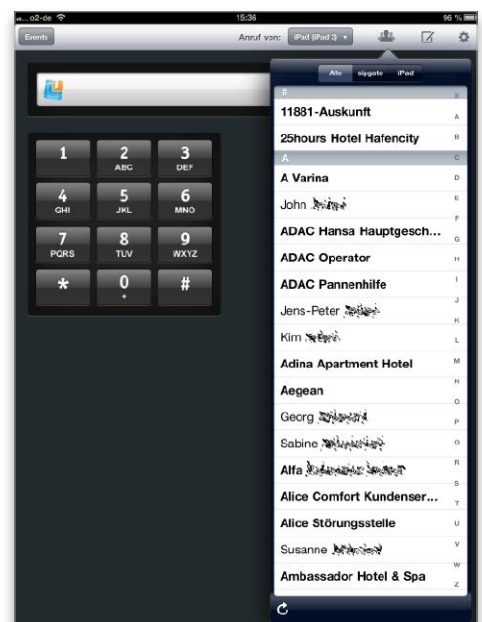 o2-de 15:36 96 %
Events Anruf von: iPad (iPad 3)
Alle sipgate iPad
#
11881-Auskunft
25hours Hotel Hafencity
A
A Varina
John
ADAC Hansa Hauptgesch...
ADAC Operator
ADAC Pannenhilfe
Jens-Peter
Kim
Adina Apartment Hotel
Aegean
Georg
Sabine
Alfa
Alice Comfort Kundenser...
Alice Störungsstelle
Susanne
Ambassador Hotel & Spa
1 2 3
ABC DEF
4 5 6
GHI JKL MNO
7 8 9
PQRS TUV WXYZ
* 0 #
+
#
A
B
C
D
E
F
G
H
I
J
K
L
M
N
O
P
Q
R
S
T
U
V
W
Z